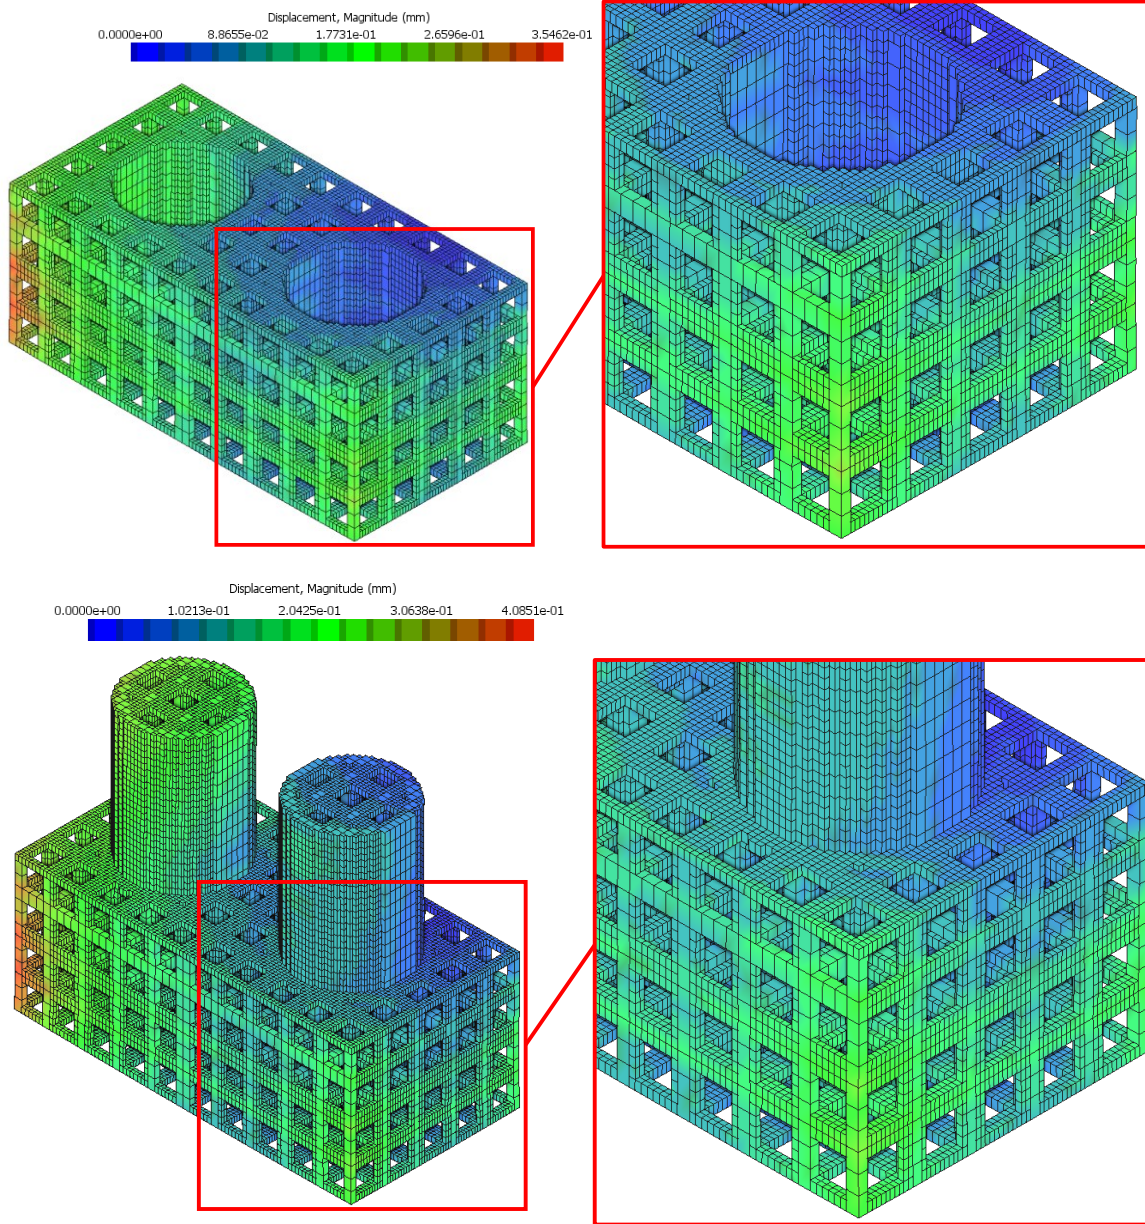 Displacement, Magnitude (mm)
0.0000e+00 8.8655e-02 1.7731e-01 2.6596e-01 3.5462e-01
Displacement, Magnitude (mm)
0.0000e+00 1.0213e-01 2.0425e-01 3.0638e-01 4.0851e-01